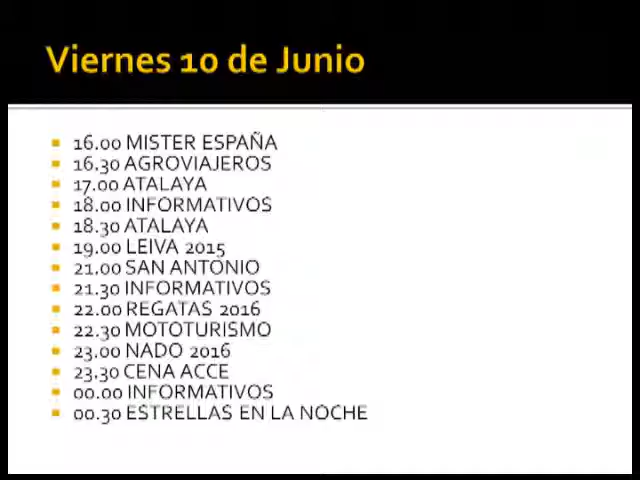 Viernes 10 de Junio
16.00 MISTER ESPAÑA
16.30 AGROVIAJEROS
17.00 ATALAYA
18.00 INFORMATIVOS
18.30 ATALAYA
19.00 LEIVA 2015
21.00 SAN ANTONIO
21.30 INFORMATIVOS
22.00 REGATAS 2016
22.30 MOTOTURISMO
23.00 NADO 2016
23.30 CENA ACCE
00.00 INFORMATIVOS
00.30 ESTRELLAS EN LA NOCHE